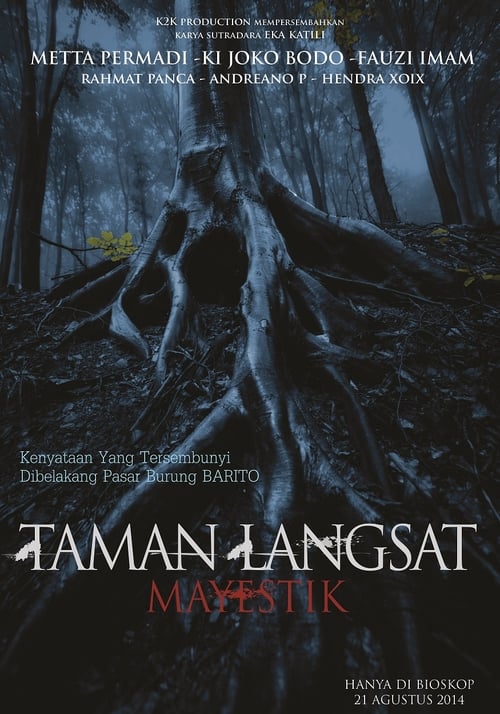 K2K PRODUCTION MEMPERSEMBAHKAN
KARYA SUTRADARA EKA KATILI
METTA PERMADI -KI JOKO BODO -FAUZI IMAM
RAHMAT PANCA - ANDREANO P - HENDRA XOIX
Kenyataan Yang Tersembunyi
Dibelakang Pasar Burung BARITO
TAMAN LANGSAT
MAYESTIK
HANYA DI BIOSKOP
21 AGUSTUS 2014